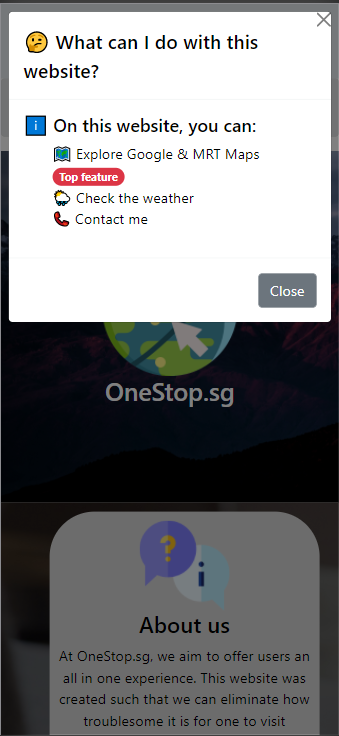 🤔 What can I do with this
website?
ℹ️ On this website, you can:
🗺️ Explore Google & MRT Maps
Top feature
🌦️ Check the weather
📞 Contact me
Close
OneStop.sg
? i
About us
At OneStop.sg, we aim to offer users an
all in one experience. This website was
created such that we can eliminate how
troublesome it is for one to visit